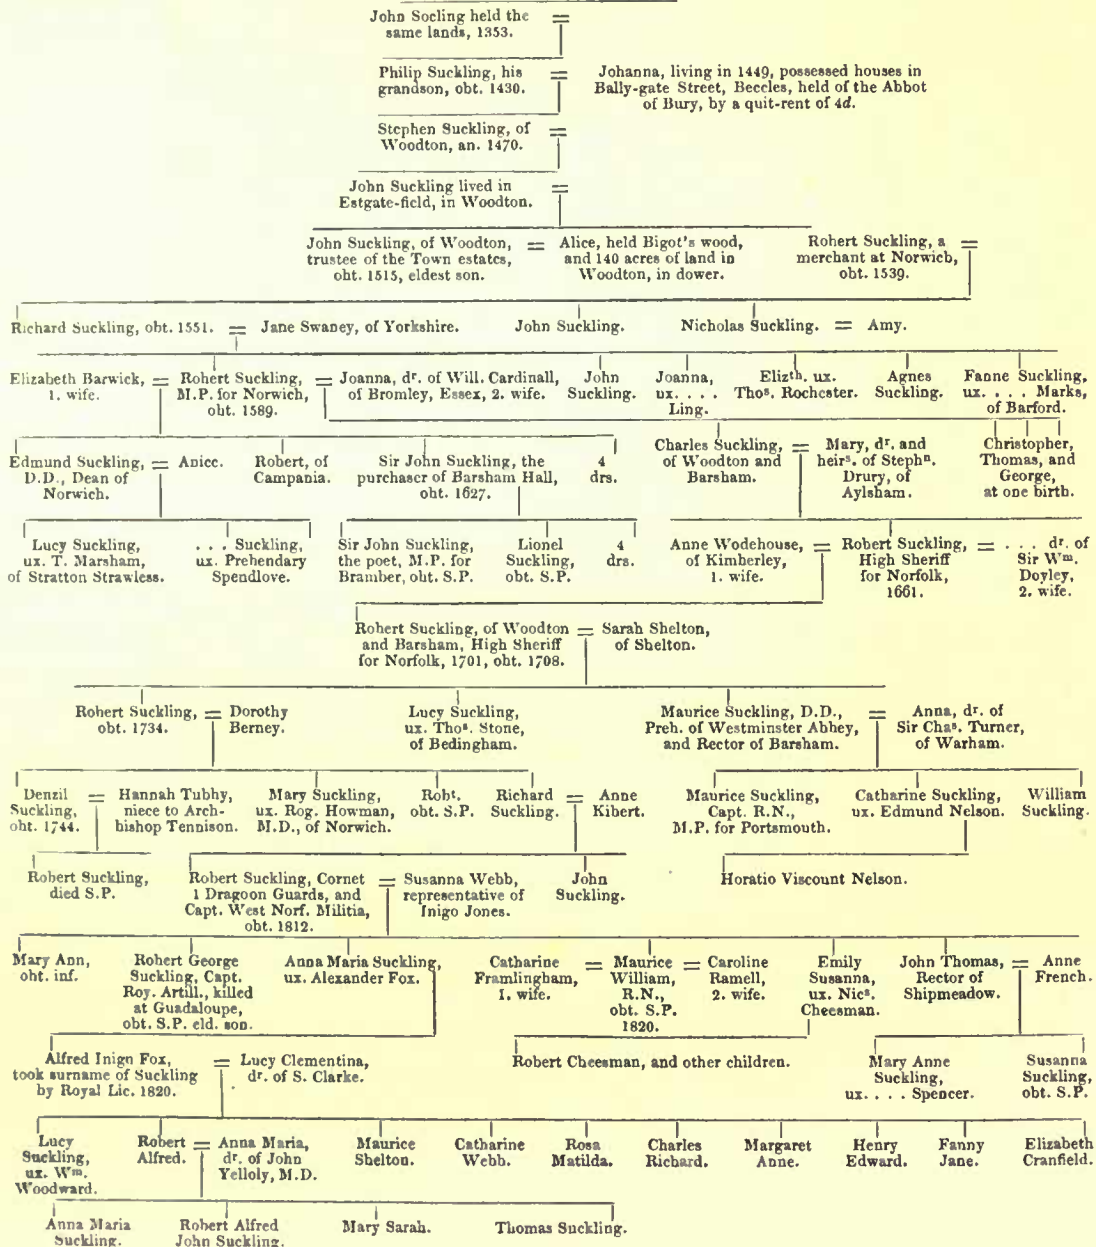 John Socling held the =
same lands, 1353.
Philip Suckling, his = Johanna, living in 1449, possessed houses in
grandson, obt. 1430. Bally-gate Street, Beccles, held of the Abbot
of Bury, by a quit-rent of 4d.
Stephen Suckling, of =
Woodton, an. 1470.
John Suckling lived in =
Estgate-field, in Woodton.
John Suckling, of Woodton, = Alice, held Bigot's wood, Robert Suckling, a =
trustee of the Town estates, and 140 acres of land in merchant at Norwich,
obt. 1515, eldest son. Woodton, in dower. obt. 1539.
Richard Suckling, obt. 1551. = Jane Swaney, of Yorkshire. John Suckling. Nicholas Suckling. = Amy.
Elizabeth Barwick, = Robert Suckling, = Joanna, dr. of Will. Cardinall, John Joanna, Elizth. ux. Agnes Fanne Suckling,
1. wife. M.P. for Norwich, of Bromley, Essex, 2. wife. Suckling. ux. . . . Thos. Rochester. Suckling. ux. . . . Marks,
obt. 1589. Ling. of Barford.
Edmund Suckling, = Anice. Robert, of Sir John Suckling, the 4 Charles Suckling, = Mary, dr. and Christopher,
D.D., Dean of Campania. purchaser of Barsham Hall, drs. of Woodton and heirs. of Stephn. Thomas, and
Norwich. obt. 1627. Barsham. Drury, of George,
Aylsham. at one birth.
Lucy Suckling, . . . Suckling, Sir John Suckling, Lionel 4 Anne Wodehouse, = Robert Suckling, = . . . dr. of
ux. T. Marsham, ux. Prebendary the poet, M.P. for Suckling, drs. of Kimberley, High Sheriff Sir Wm.
of Stratton Strawless. Spendlove. Bramber, obt. S.P. obt. S.P. 1. wife. for Norfolk, Doyley,
1661. 2. wife.
Robert Suckling, of Woodton = Sarah Shelton,
and Barsham, High Sheriff of Shelton.
for Norfolk, 1701, obt. 1708.
Robert Suckling, = Dorothy Lucy Suckling, Maurice Suckling, D.D., = Anna, dr. of
obt. 1734. Berney. ux. Thos. Stone, Preb. of Westminster Abbey, Sir Chas. Turner,
of Bedingham. and Rector of Barsham. of Warham.
Denzil = Hannah Tubby, Mary Suckling, Robt. Richard = Anne Maurice Suckling, Catharine Suckling, William
Suckling, niece to Arch- ux. Rog. Howman, obt. S.P. Suckling. Kibert. Capt. R.N., ux. Edmund Nelson. Suckling.
obt. 1744. bishop Tennison. M.D., of Norwich. M.P. for Portsmouth.
Robert Suckling, Robert Suckling, Cornet = Susanna Webb, John Horatio Viscount Nelson.
died S.P. 1 Dragoon Guards, and representative of Suckling.
Capt. West Norf. Militia, Inigo Jones.
obt. 1812.
Mary Ann, Robert George Anna Maria Suckling, Catharine = Maurice = Caroline Emily John Thomas, = Anne
obt. inf. Suckling, Capt. ux. Alexander Fox. Framlingham, William, Ramell, Susanna, Rector of French.
Roy. Artill., killed 1. wife. R.N., 2. wife. ux. Nics. Shipmeadow.
at Guadaloupe, obt. S.P. Cheesman.
obt. S.P. eld. son. 1820.
Alfred Inign Fox, = Lucy Clementina, Robert Cheesman, and other children. Mary Anne Susanna
took surname of Suckling dr. of S. Clarke. Suckling, Suckling,
by Royal Lic. 1820. ux. . . . Spencer. obt. S.P.
Lucy Robert = Anna Maria, Maurice Catharine Rosa Charles Margaret Henry Fanny Elizabeth
Suckling, Alfred. dr. of John Shelton. Webb. Matilda. Richard. Anne. Edward. Jane. Cranfield.
ux. Wm. Yelloly, M.D.
Woodward.
Anna Maria Robert Alfred Mary Sarah. Thomas Suckling.
Suckling. John Suckling.